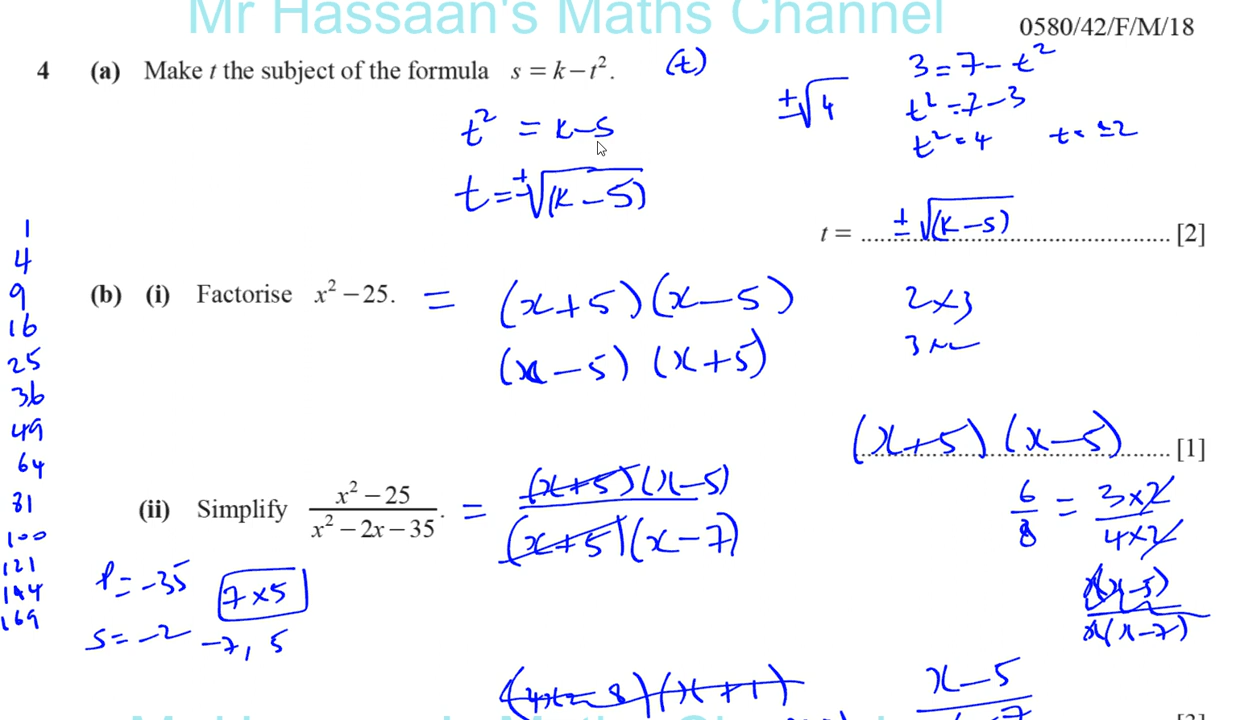 Mr Hassaan's Maths Channel
0580/42/F/M/18
4 (a) Make t the subject of the formula s = k – t². (t)
3 = 7 – t²
±√4
t² = 7 – 3
t² = k – s
t² = 4 t = ±2
t = ±√(k – s)
t = ±√(k – s) [2]
1
4
9
16
25
36
49
64
81
100
121
144
169
(b) (i) Factorise x² – 25. = (x+5)(x–5)
2×3
(x–5) (x+5)
(x+5) (x–5) [1]
(ii) Simplify (x² – 25)/(x² – 2x – 35). = (x+5)(x–5)/(x+5)(x–7)
6/8 = 3×2/4×2
x(x–5)/x(x–7)
P = –35 7×5
S = –2 –7, 5
(x+1)
x–5